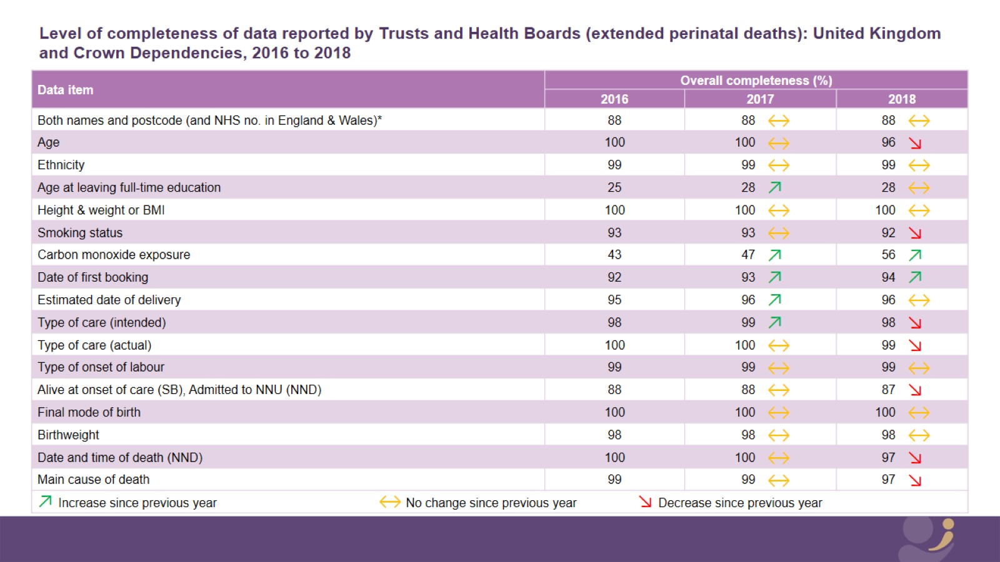 Level of completeness of data reported by Trusts and Health Boards (extended perinatal deaths): United Kingdom
and Crown Dependencies, 2016 to 2018
Data item
Overall completeness (%)
2016 2017 2018
Both names and postcode (and NHS no. in England & Wales)* 88 88 ↔ 88 ↔
Age 100 100 ↔ 96 ↘
Ethnicity 99 99 ↔ 99 ↔
Age at leaving full-time education 25 28 ↗ 28 ↔
Height & weight or BMI 100 100 ↔ 100 ↔
Smoking status 93 93 ↔ 92 ↘
Carbon monoxide exposure 43 47 ↗ 56 ↗
Date of first booking 92 93 ↗ 94 ↗
Estimated date of delivery 95 96 ↗ 96 ↔
Type of care (intended) 98 99 ↗ 98 ↘
Type of care (actual) 100 100 ↔ 99 ↘
Type of onset of labour 99 99 ↔ 99 ↔
Alive at onset of care (SB), Admitted to NNU (NND) 88 88 ↔ 87 ↘
Final mode of birth 100 100 ↔ 100 ↔
Birthweight 98 98 ↔ 98 ↔
Date and time of death (NND) 100 100 ↔ 97 ↘
Main cause of death 99 99 ↔ 97 ↘
↗ Increase since previous year ↔ No change since previous year ↘ Decrease since previous year